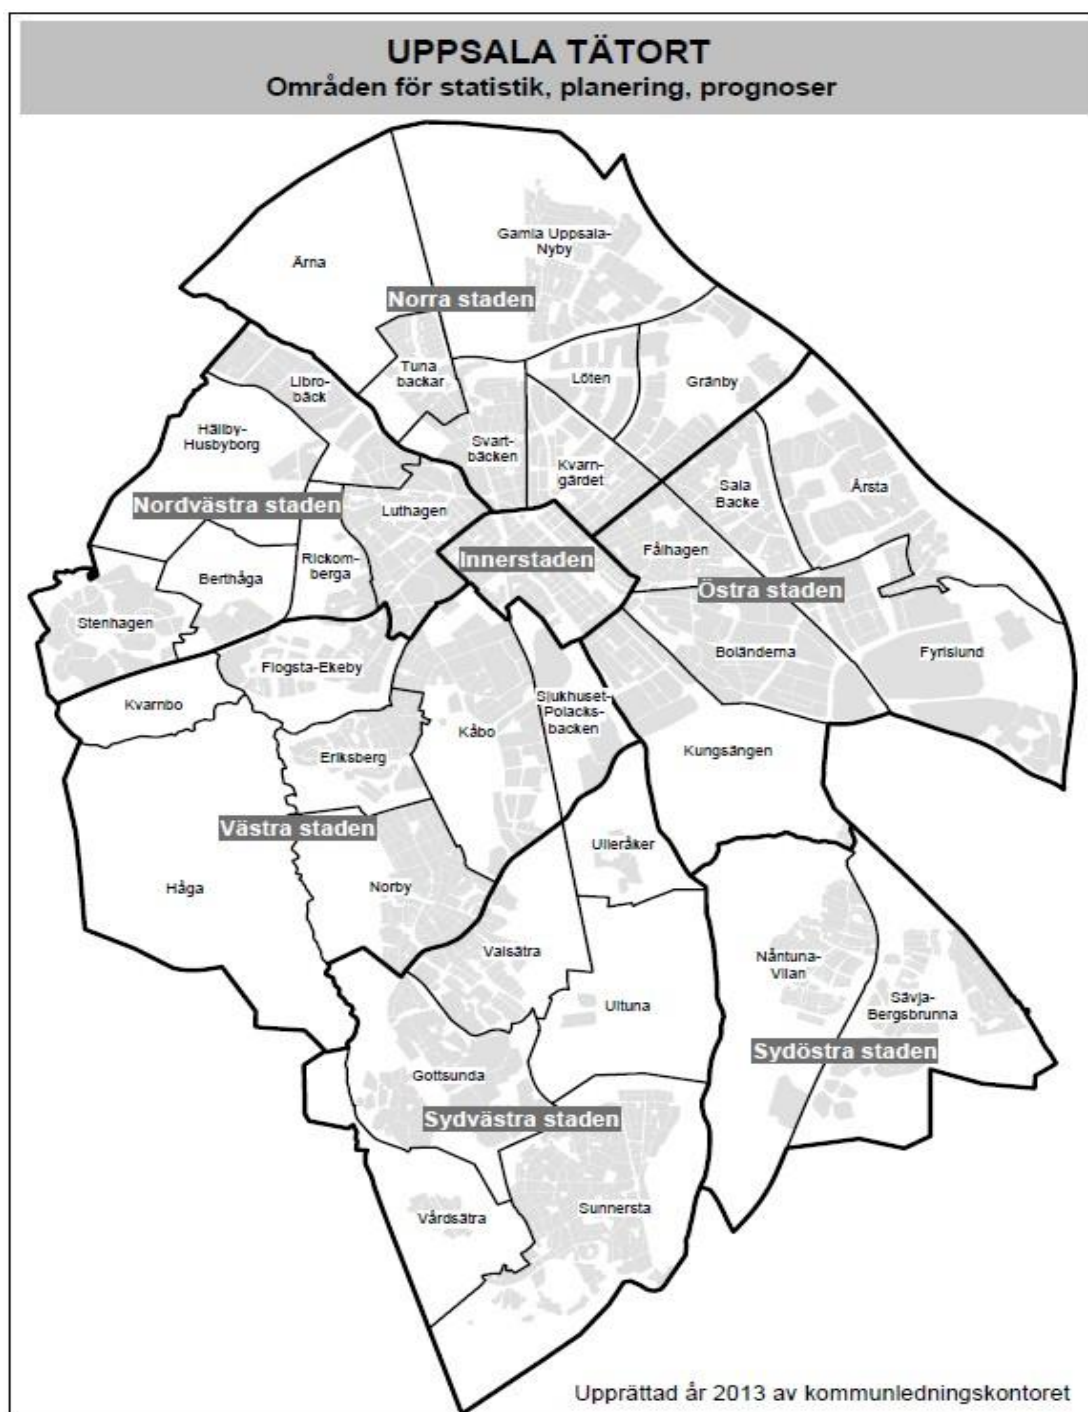 UPPSALA TÄTORT
Områden för statistik, planering, prognoser
Gamla Uppsala-
Nyby
Ärna
Norra staden
Tuna
backar
Löten
Gränby
Libro-
bäck
Hällby-
Husbyborg
Svart-
bäcken
Kvarn-
gärdet
Sala
Backe
Årsta
Nordvästra staden
Luthagen
Innerstaden
Fålhagen
Rickom-
berga
Berthåga
Östra staden
Stenhagen
Boländerna
Fyrislund
Flogsta-Ekeby
Kvarnbo
Sjukhuset-
Polacks-
backen
Kåbo
Eriksberg
Kungsängen
Västra staden
Ulleråker
Håga
Norby
Valsätra
Nåntuna-
Vilan
Ultuna
Sävja-
Bergsbrunna
Sydöstra staden
Gottsunda
Sydvästra staden
Vårdsätra
Sunnersta
Upprättad år 2013 av kommunledningskontoret